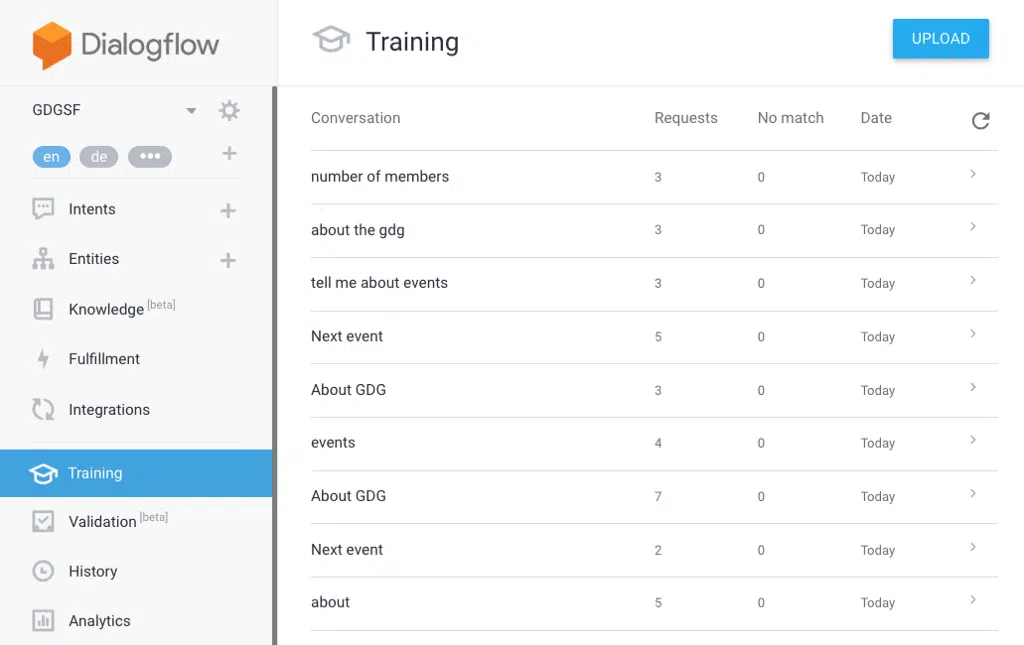 Dialogflow
Training
UPLOAD
GDGSF
en de •••
Intents
Entities
Knowledge [beta]
Fulfillment
Integrations
Training
Validation [beta]
History
Analytics
Conversation Requests No match Date
number of members 3 0 Today
about the gdg 3 0 Today
tell me about events 3 0 Today
Next event 5 0 Today
About GDG 3 0 Today
events 4 0 Today
About GDG 7 0 Today
Next event 2 0 Today
about 5 0 Today